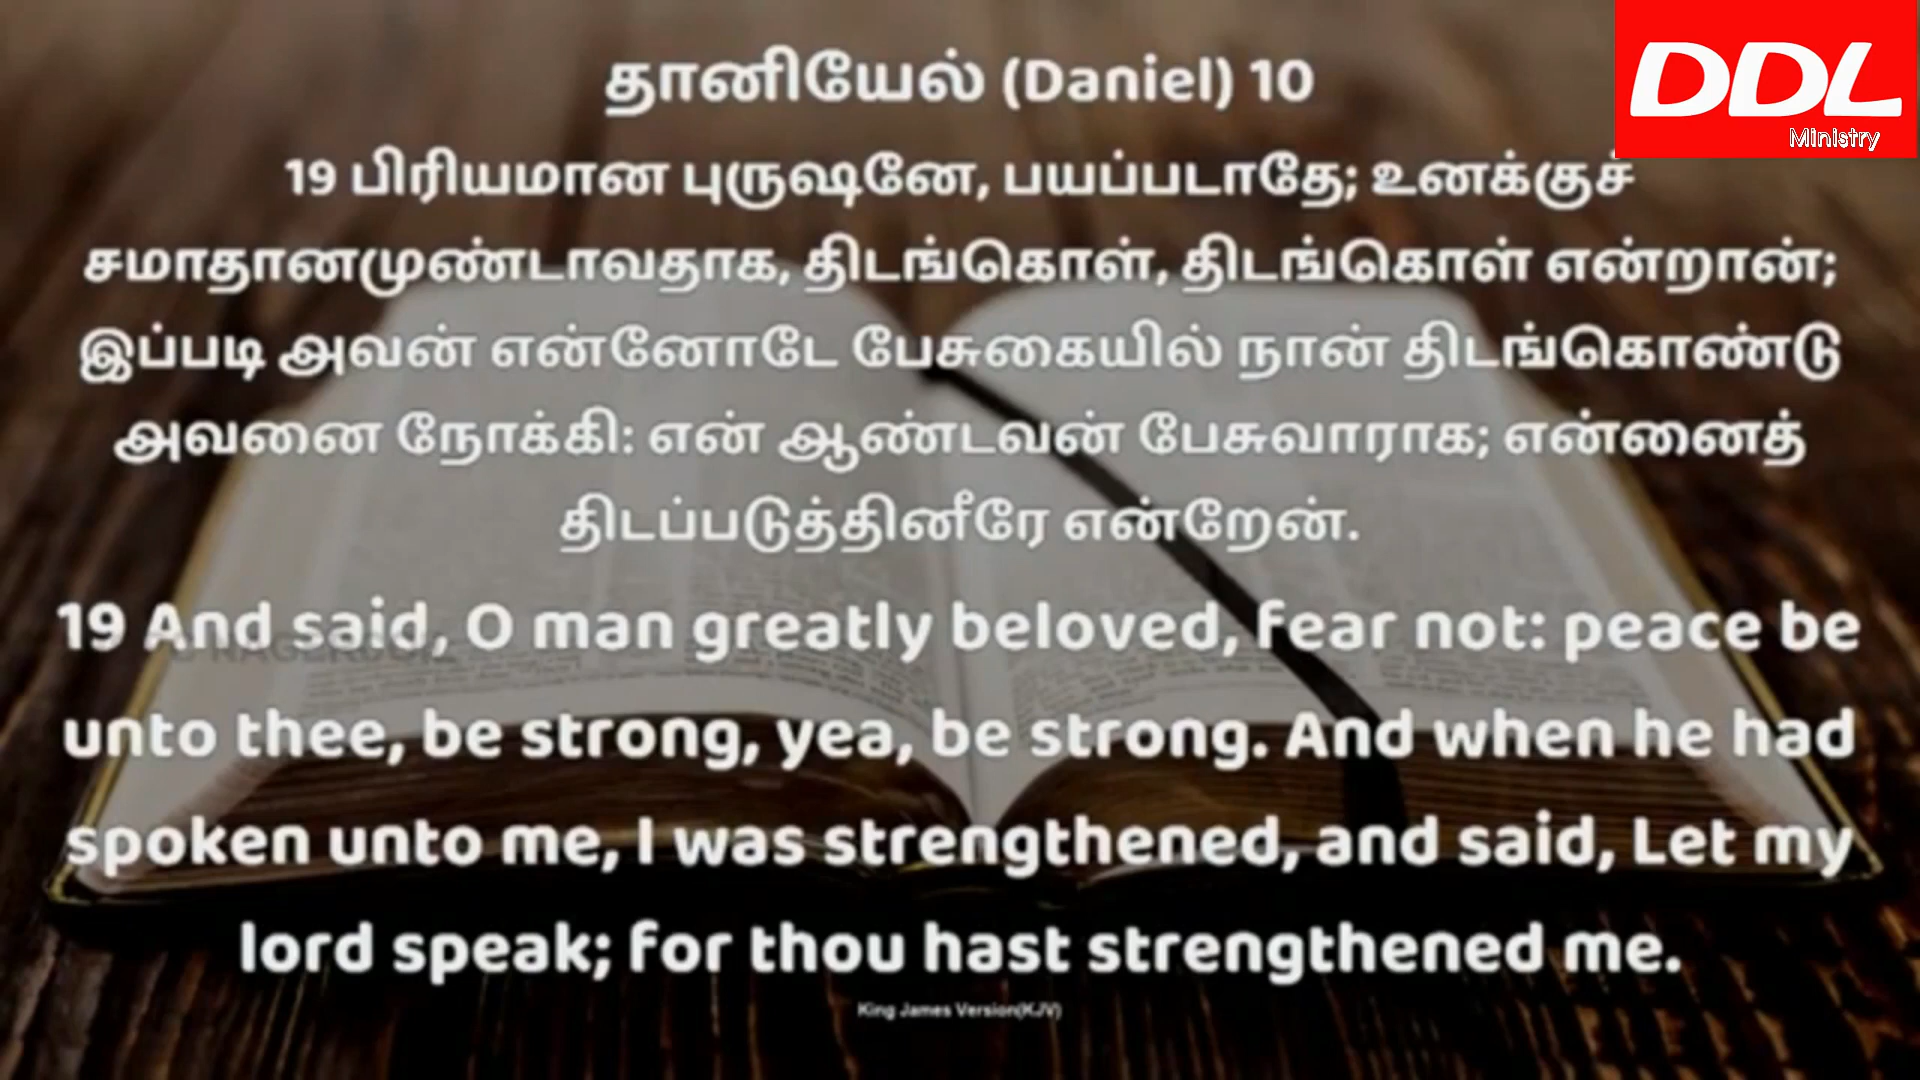 தானியேல் (Daniel) 10
DDL
Ministry
19 பிரியமான புருஷனே, பயப்படாதே; உனக்குச்
சமாதானமுண்டாவதாக, திடங்கொள், திடங்கொள் என்றான்;
இப்படி அவன் என்னோடே பேசுகையில் நான் திடங்கொண்டு
அவனை நோக்கி: என் ஆண்டவன் பேசுவாராக; என்னைத்
திடப்படுத்தினீரே என்றேன்.
19 And said, O man greatly beloved, fear not: peace be
unto thee, be strong, yea, be strong. And when he had
spoken unto me, I was strengthened, and said, Let my
lord speak; for thou hast strengthened me.
King James Version(KJV)